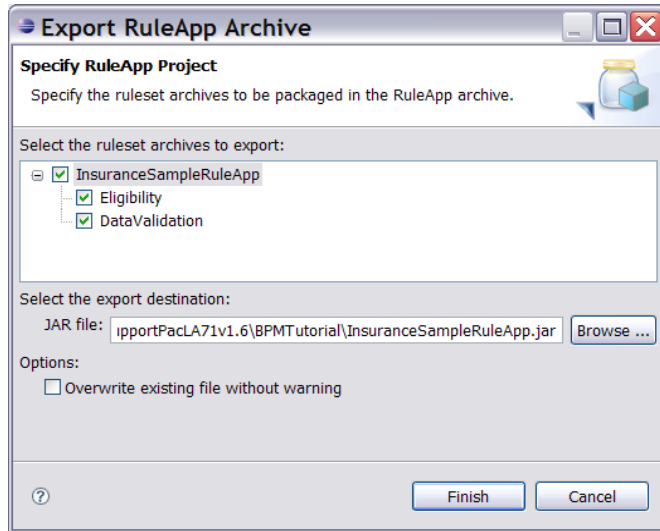 Export RuleApp Archive
Specify RuleApp Project
Specify the ruleset archives to be packaged in the RuleApp archive.
Select the ruleset archives to export:
InsuranceSampleRuleApp
Eligibility
DataValidation
Select the export destination:
JAR file: ıpportPacLA71v1.6\BPMTutorial\InsuranceSampleRuleApp.jar Browse ...
Options:
Overwrite existing file without warning
? Finish Cancel